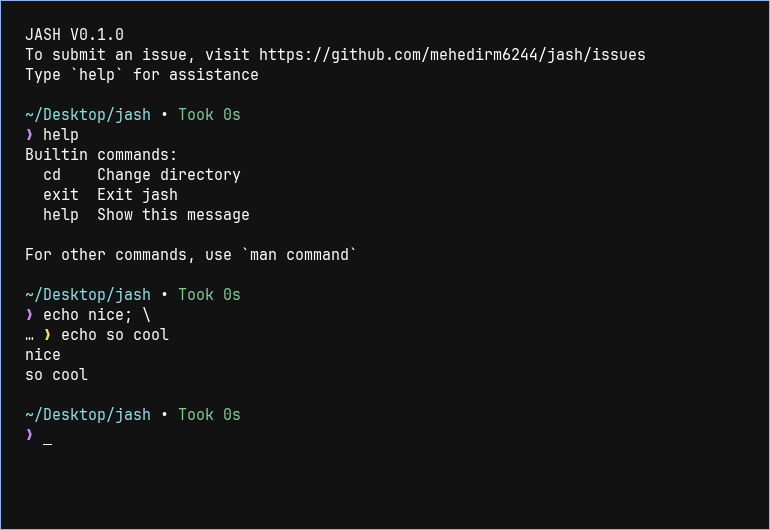 JASH V0.1.0
To submit an issue, visit https://github.com/mehedirm6244/jash/issues
Type `help` for assistance
~/Desktop/jash • Took 0s
❱ help
Builtin commands:
  cd    Change directory
  exit  Exit jash
  help  Show this message
For other commands, use `man command`
~/Desktop/jash • Took 0s
❱ echo nice; \
… ❱ echo so cool
nice
so cool
~/Desktop/jash • Took 0s
❱ _